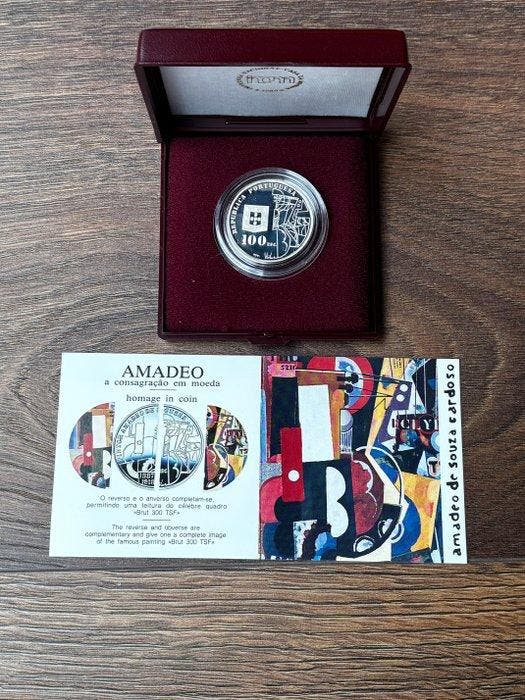 REPÚBLICA PORTUGUESA
100 ESC
AMADEO
a consagração em moeda
homage in coin
O reverso e o anverso completam-se,
permitindo uma leitura do célebre quadro
«Brut 300 TSF»
The reverse and obverse are
complementary and give one a complete image
of the famous painting «Brut 300 TSF»
amadeo de souza cardoso